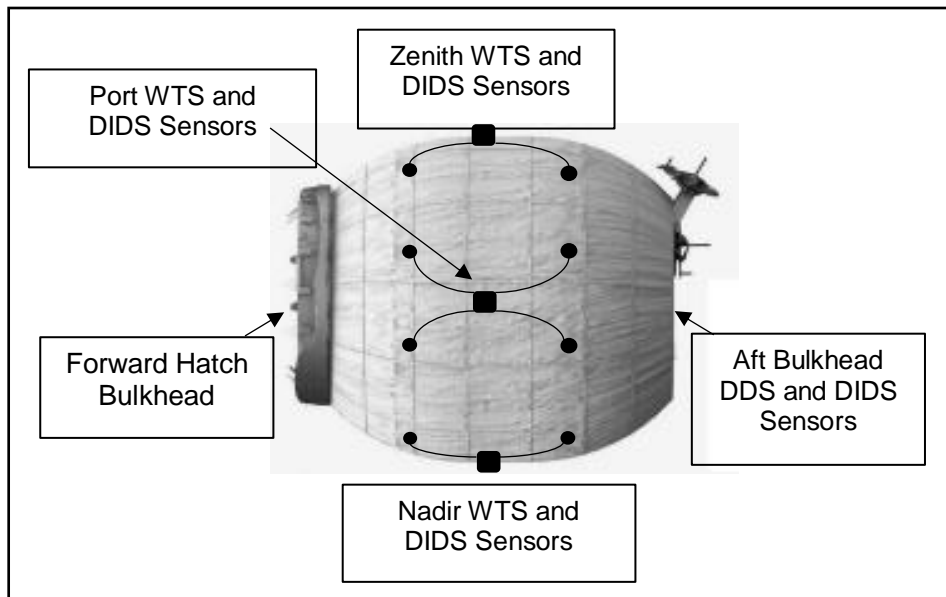 Zenith WTS and
DIDS Sensors
Port WTS and
DIDS Sensors
Forward Hatch
Bulkhead
Aft Bulkhead
DDS and DIDS
Sensors
Nadir WTS and
DIDS Sensors